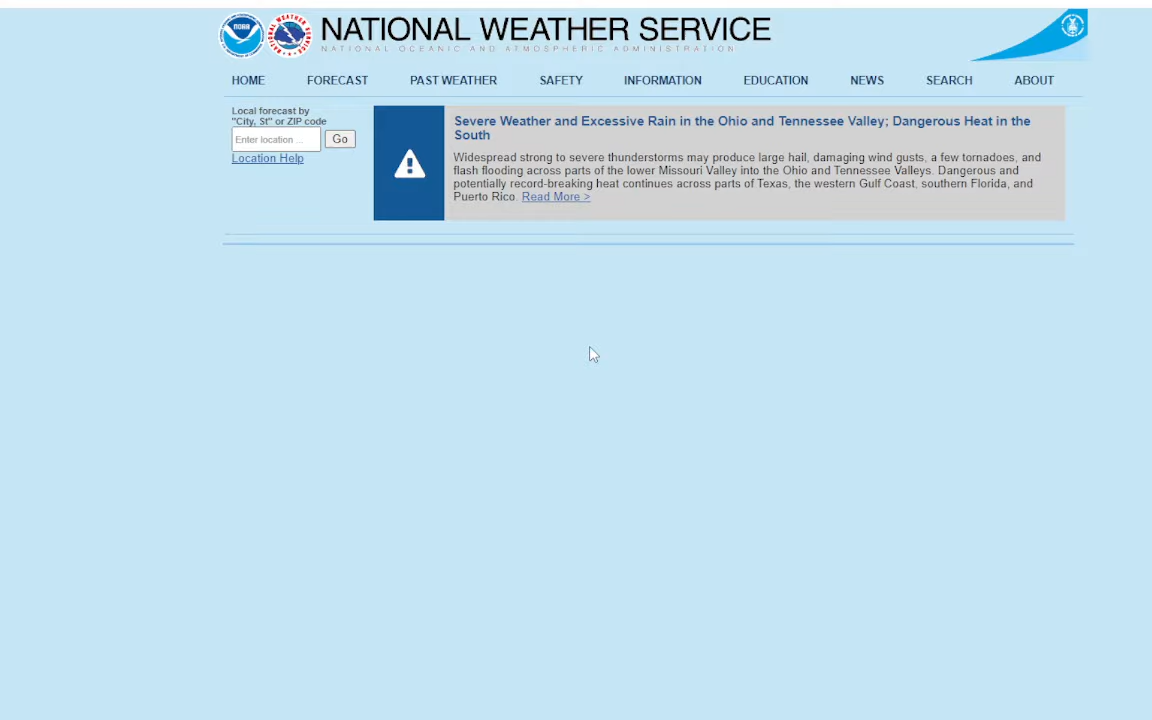 NATIONAL WEATHER SERVICE
NATIONAL OCEANIC AND ATMOSPHERIC ADMINISTRATION
HOME FORECAST PAST WEATHER SAFETY INFORMATION EDUCATION NEWS SEARCH ABOUT
Local forecast by
"City, St" or ZIP code
Enter location ... Go
Location Help
Severe Weather and Excessive Rain in the Ohio and Tennessee Valley; Dangerous Heat in the
South
Widespread strong to severe thunderstorms may produce large hail, damaging wind gusts, a few tornadoes, and
flash flooding across parts of the lower Missouri Valley into the Ohio and Tennessee Valleys. Dangerous and
potentially record-breaking heat continues across parts of Texas, the western Gulf Coast, southern Florida, and
Puerto Rico. Read More >